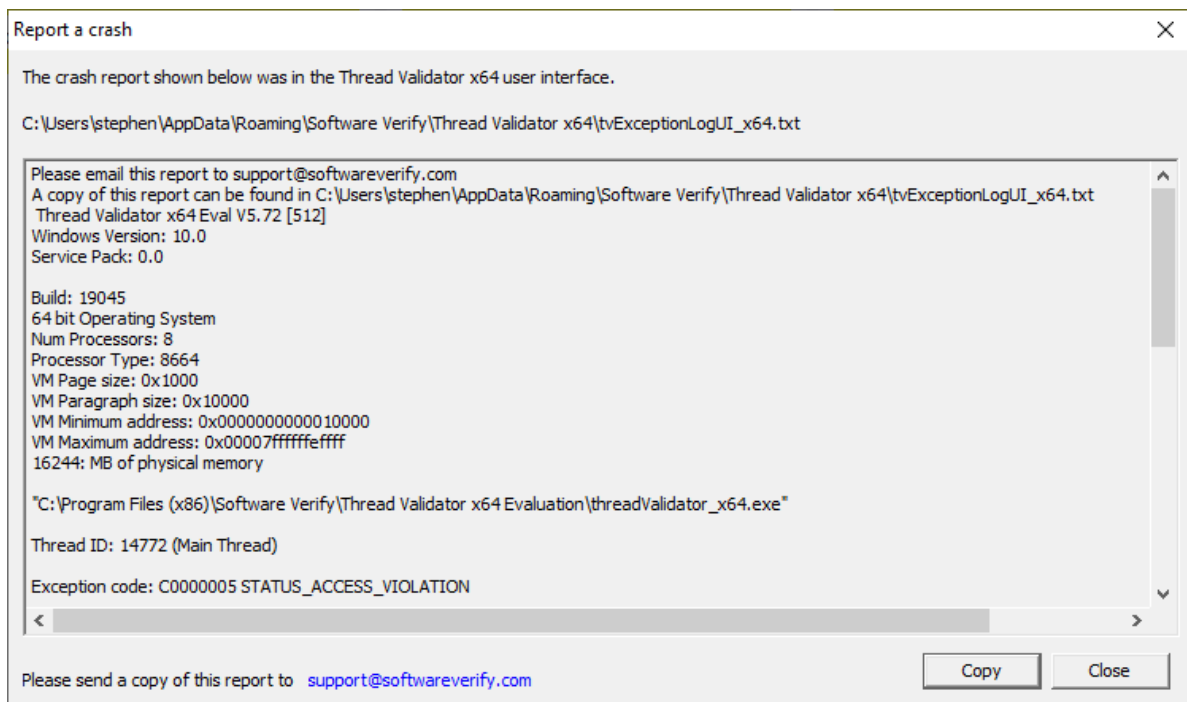 Report a crash
The crash report shown below was in the Thread Validator x64 user interface.
C:\Users\stephen\AppData\Roaming\Software Verify\Thread Validator x64\tvExceptionLogUI_x64.txt
Please email this report to support@softwareverify.com
A copy of this report can be found in C:\Users\stephen\AppData\Roaming\Software Verify\Thread Validator x64\tvExceptionLogUI_x64.txt
Thread Validator x64 Eval V5.72 [512]
Windows Version: 10.0
Service Pack: 0.0
Build: 19045
64 bit Operating System
Num Processors: 8
Processor Type: 8664
VM Page size: 0x1000
VM Paragraph size: 0x10000
VM Minimum address: 0x0000000000010000
VM Maximum address: 0x00007ffffffeffff
16244: MB of physical memory
"C:\Program Files (x86)\Software Verify\Thread Validator x64 Evaluation\threadValidator_x64.exe"
Thread ID: 14772 (Main Thread)
Exception code: C0000005 STATUS_ACCESS_VIOLATION
Please send a copy of this report to support@softwareverify.com
Copy
Close